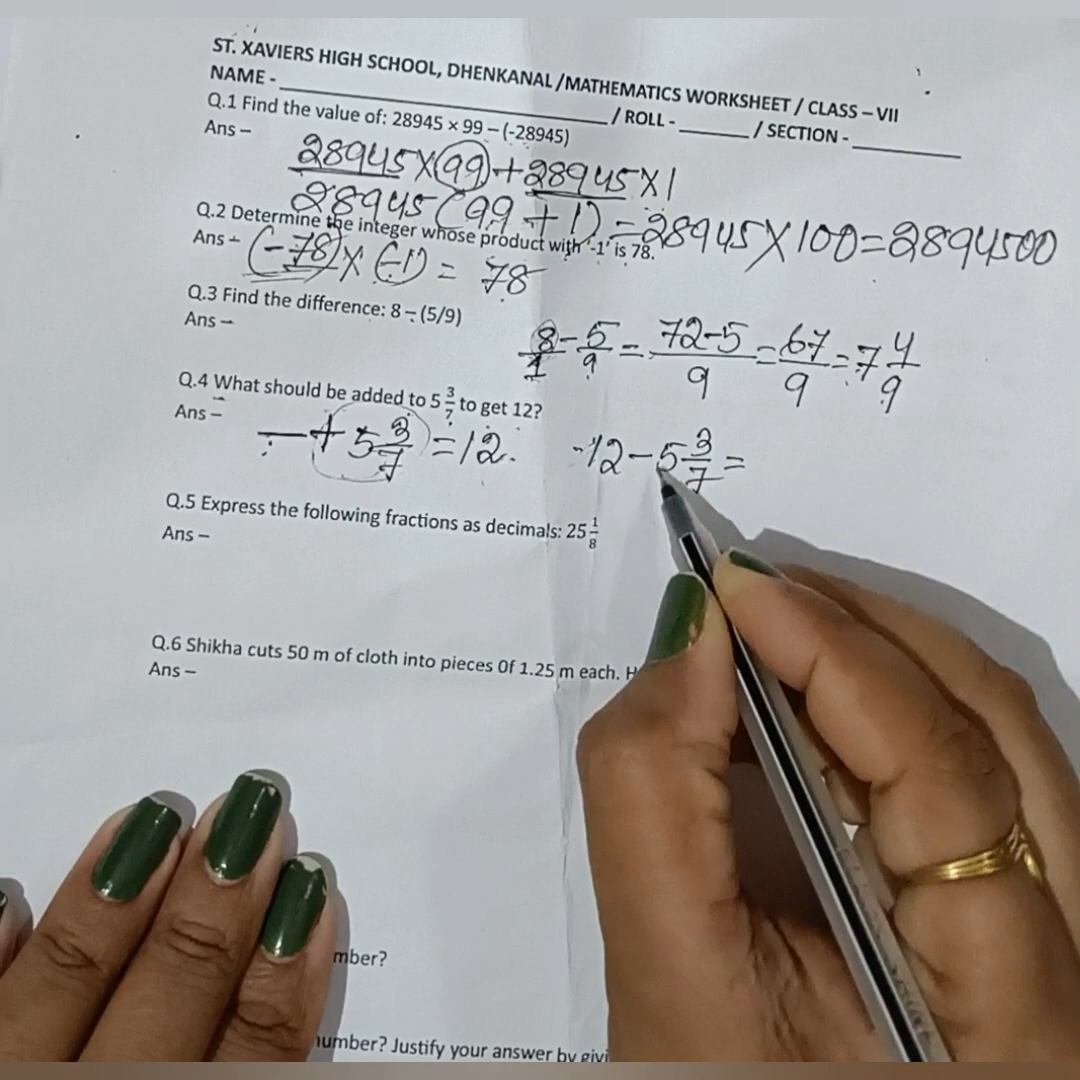 ST. XAVIERS HIGH SCHOOL, DHENKANAL /MATHEMATICS WORKSHEET / CLASS – VII
NAME - ____________________ / ROLL - _______ / SECTION - __________
Q.1 Find the value of: 28945 × 99 – (-28945)
Ans –
28945 × 99 + 28945 × 1
28945 (99 + 1) = 28945 × 100 = 2894500
Q.2 Determine the integer whose product with '-1' is 78.
Ans – (-78) × (-1) = 78
Q.3 Find the difference: 8 – (5/9)
Ans –
8/1 - 5/9 = 72-5/9 = 67/9 = 7 4/9
Q.4 What should be added to 5 3/7 to get 12?
Ans –
— + 5 3/7 = 12. 12 - 5 3/7 =
Q.5 Express the following fractions as decimals: 25 1/8
Ans –
Q.6 Shikha cuts 50 m of cloth into pieces 0f 1.25 m each. H
Ans –
mber?
number? Justify your answer by givi